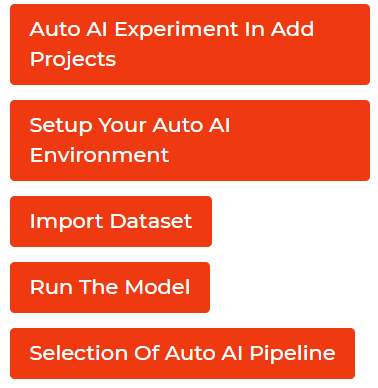 Auto AI Experiment In Add
Projects
Setup Your Auto AI
Environment
Import Dataset
Run The Model
Selection Of Auto AI Pipeline